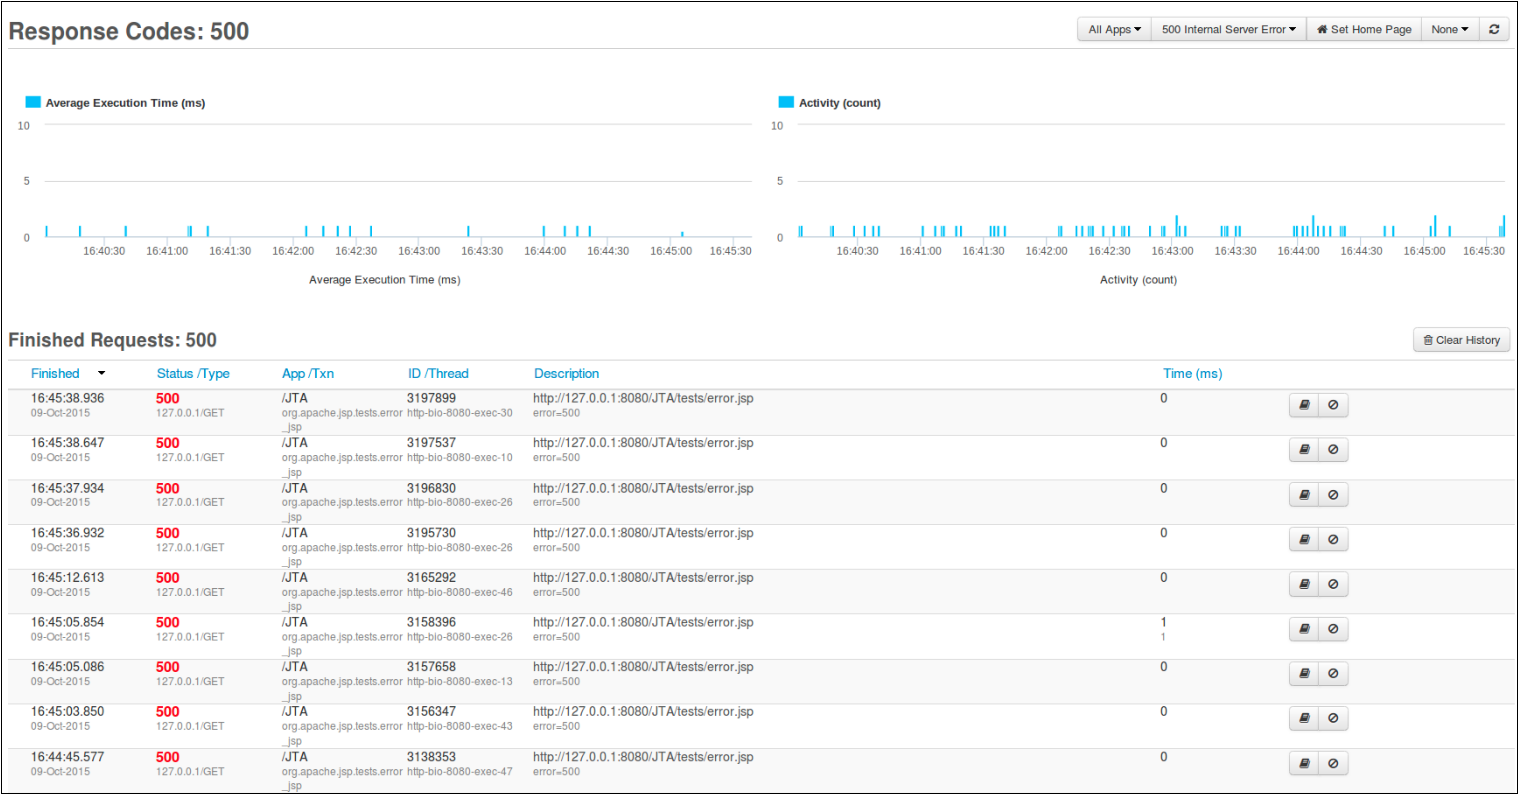 Response Codes: 500
All Apps 500 Internal Server Error Set Home Page None
Average Execution Time (ms)
10
5
0
16:40:30 16:41:00 16:41:30 16:42:00 16:42:30 16:43:00 16:43:30 16:44:00 16:44:30 16:45:00 16:45:30
Average Execution Time (ms)
Activity (count)
10
5
0
16:40:30 16:41:00 16:41:30 16:42:00 16:42:30 16:43:00 16:43:30 16:44:00 16:44:30 16:45:00 16:45:30
Activity (count)
Finished Requests: 500
Clear History
Finished Status /Type App /Txn ID /Thread Description Time (ms)
16:45:38.936 500 /JTA 3197899 http://127.0.0.1:8080/JTA/tests/error.jsp 0
09-Oct-2015 127.0.0.1/GET org.apache.jsp.tests.error http-bio-8080-exec-30 error=500
_jsp
16:45:38.647 500 /JTA 3197537 http://127.0.0.1:8080/JTA/tests/error.jsp 0
09-Oct-2015 127.0.0.1/GET org.apache.jsp.tests.error http-bio-8080-exec-10 error=500
_jsp
16:45:37.934 500 /JTA 3196830 http://127.0.0.1:8080/JTA/tests/error.jsp 0
09-Oct-2015 127.0.0.1/GET org.apache.jsp.tests.error http-bio-8080-exec-26 error=500
_jsp
16:45:36.932 500 /JTA 3195730 http://127.0.0.1:8080/JTA/tests/error.jsp 0
09-Oct-2015 127.0.0.1/GET org.apache.jsp.tests.error http-bio-8080-exec-26 error=500
_jsp
16:45:12.613 500 /JTA 3165292 http://127.0.0.1:8080/JTA/tests/error.jsp 0
09-Oct-2015 127.0.0.1/GET org.apache.jsp.tests.error http-bio-8080-exec-46 error=500
_jsp
16:45:05.854 500 /JTA 3158396 http://127.0.0.1:8080/JTA/tests/error.jsp 1
09-Oct-2015 127.0.0.1/GET org.apache.jsp.tests.error http-bio-8080-exec-26 error=500 1
_jsp
16:45:05.086 500 /JTA 3157658 http://127.0.0.1:8080/JTA/tests/error.jsp 0
09-Oct-2015 127.0.0.1/GET org.apache.jsp.tests.error http-bio-8080-exec-13 error=500
_jsp
16:45:03.850 500 /JTA 3156347 http://127.0.0.1:8080/JTA/tests/error.jsp 0
09-Oct-2015 127.0.0.1/GET org.apache.jsp.tests.error http-bio-8080-exec-43 error=500
_jsp
16:44:45.577 500 /JTA 3138353 http://127.0.0.1:8080/JTA/tests/error.jsp 0
09-Oct-2015 127.0.0.1/GET org.apache.jsp.tests.error http-bio-8080-exec-47 error=500
_jsp